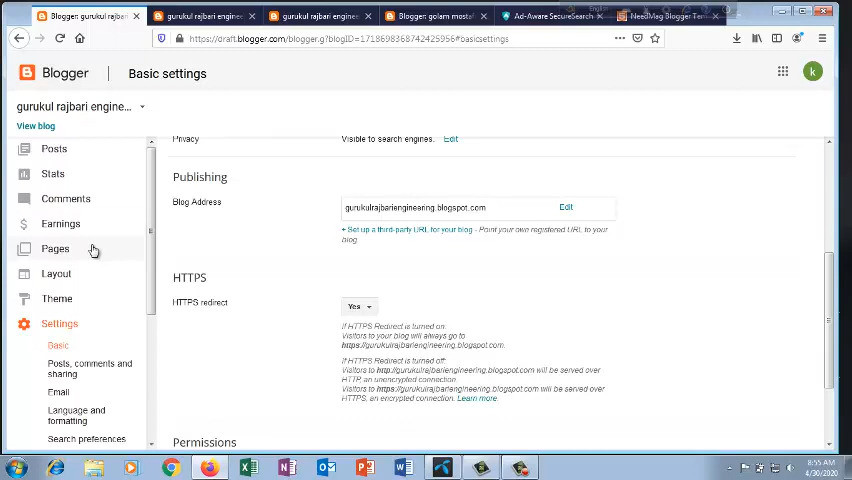 Blogger: gurukul rajbari
gurukul rajbari enginee
gurukul rajbari enginee
Blogger: golam mostaf
Ad-Aware SecureSearch
NeedMag Blogger Tem
English
https://draft.blogger.com/blogger.g?blogID=1718698368742425956#basicsettings
Blogger
Basic settings
k
gurukul rajbari engine...
View blog
Posts
Stats
Comments
Earnings
Pages
Layout
Theme
Settings
Basic
Posts, comments and
sharing
Email
Language and
formatting
Search preferences
Privacy
Visible to search engines. Edit
Publishing
Blog Address
gurukulrajbariengineering.blogspot.com
Edit
+ Set up a third-party URL for your blog - Point your own registered URL to your
blog
HTTPS
HTTPS redirect
Yes
If HTTPS Redirect is turned on:
Visitors to your blog will always go to
https://gurukulrajbariengineering.blogspot.com.
If HTTPS Redirect is turned off:
Visitors to http://gurukulrajbariengineering.blogspot.com will be served over
HTTP, an unencrypted connection.
Visitors to https://gurukulrajbariengineering.blogspot.com will be served over
HTTPS, an encrypted connection. Learn more.
Permissions
8:55 AM
4/30/2020